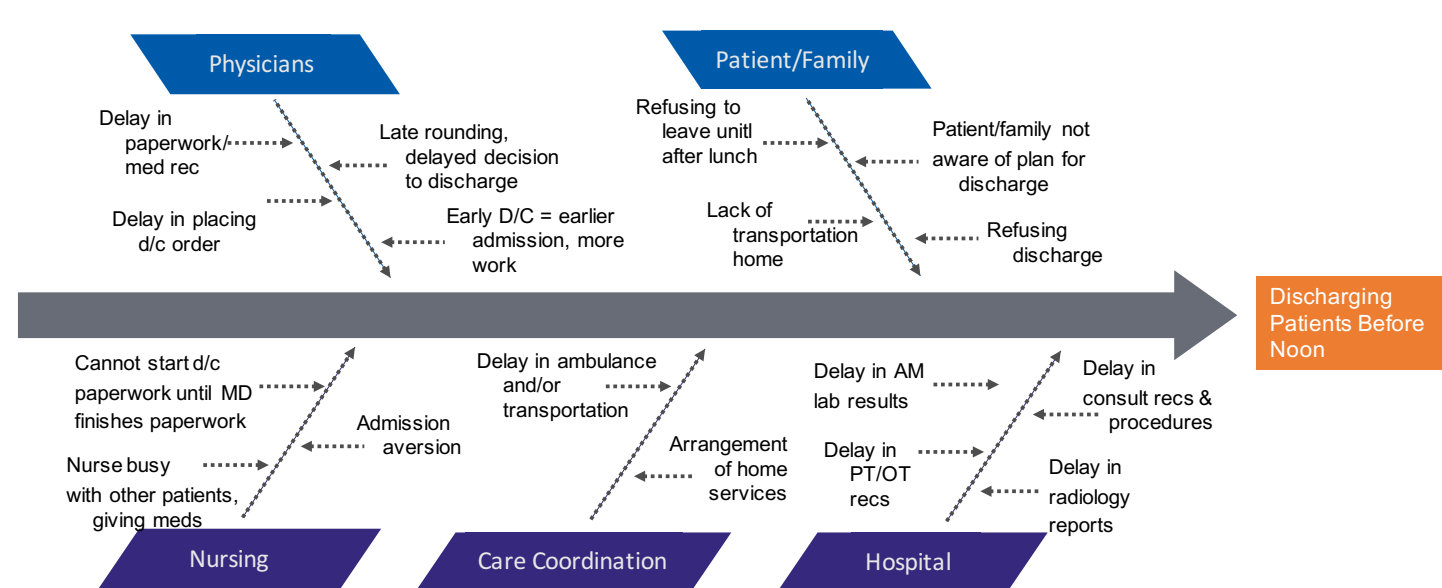 Physicians
Delay in
paperwork/
med rec
Late rounding,
delayed decision
to discharge
Delay in placing
d/c order
Early D/C = earlier
admission, more
work
Patient/Family
Refusing to
leave unitl
after lunch
Patient/family not
aware of plan for
discharge
Lack of
transportation
home
Refusing
discharge
Discharging
Patients Before
Noon
Cannot start d/c
paperwork until MD
finishes paperwork
Admission
aversion
Nurse busy
with other patients,
giving meds
Nursing
Delay in ambulance
and/or
transportation
Arrangement
of home
services
Care Coordination
Delay in AM
lab results
Delay in
consult recs &
procedures
Delay in
PT/OT
recs
Delay in
radiology
reports
Hospital